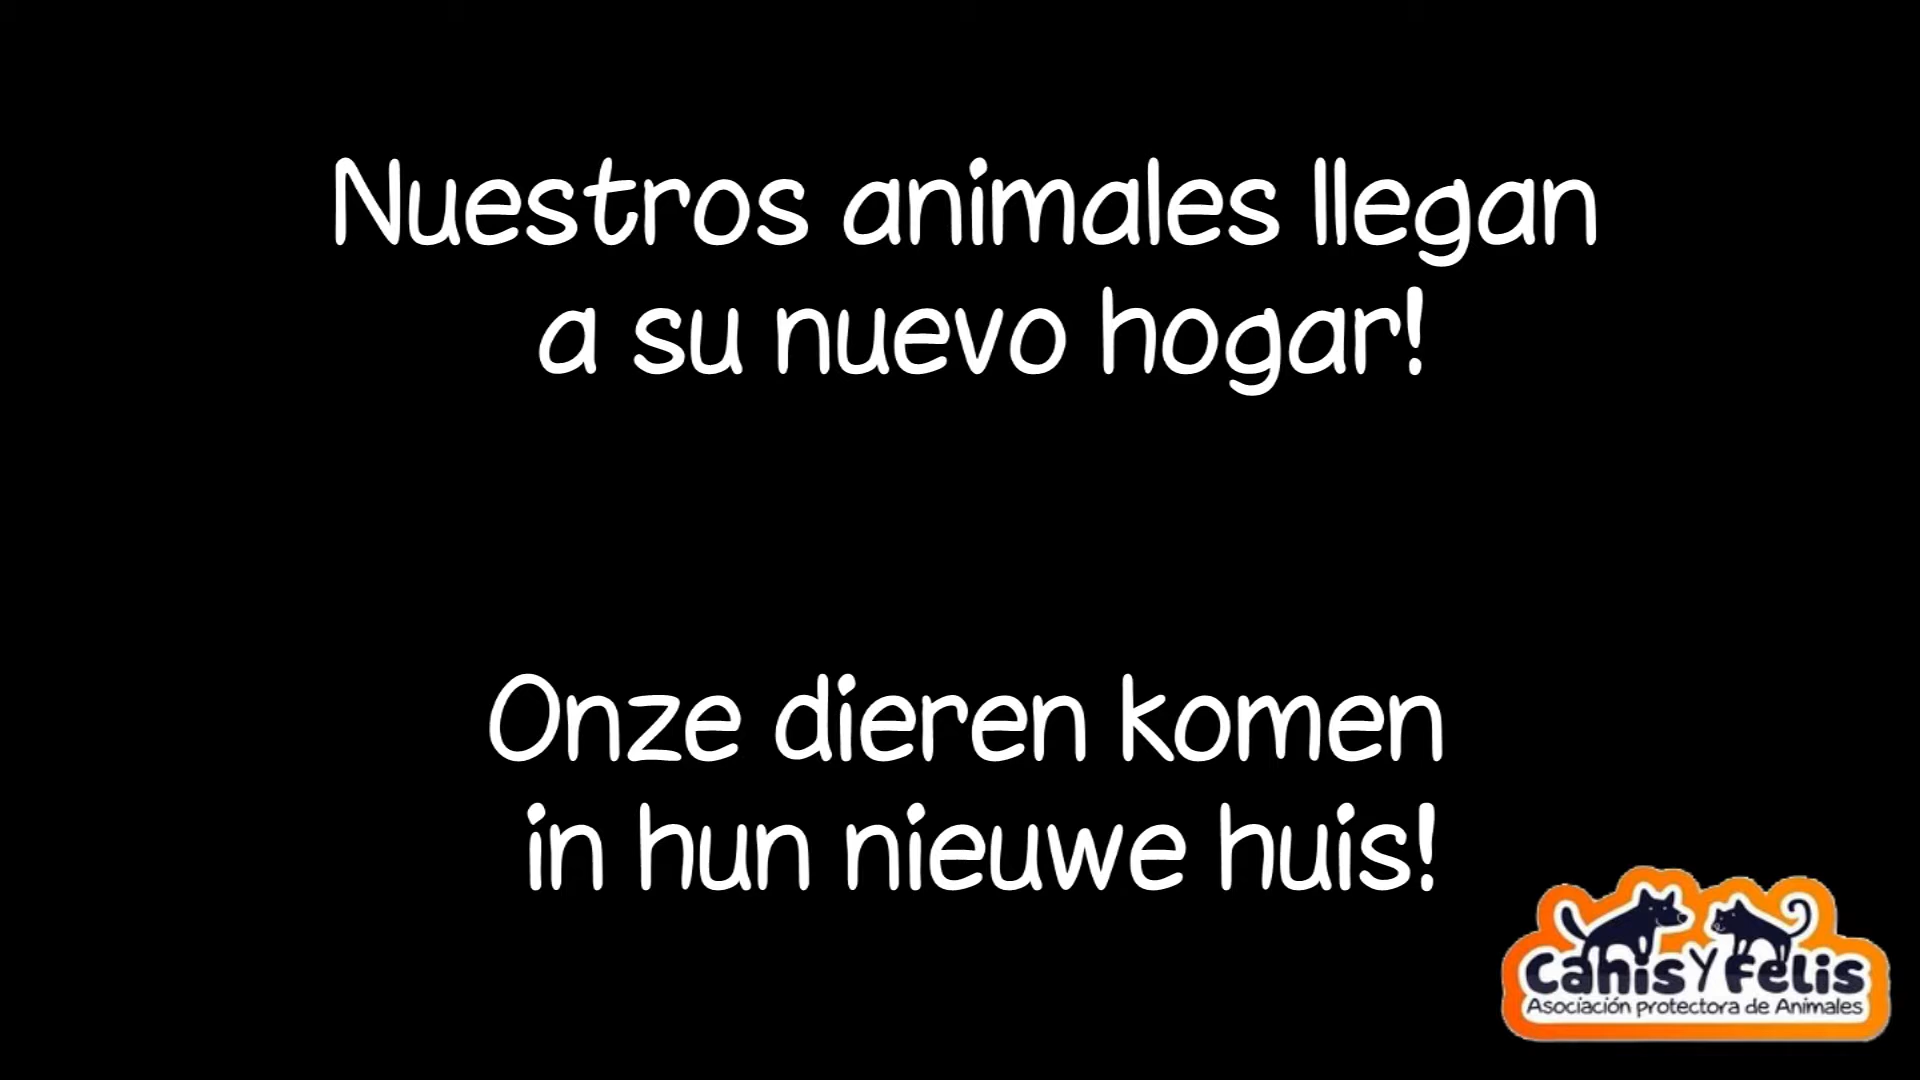 Nuestros animales llegan
a su nuevo hogar!
Onze dieren komen
in hun nieuwe huis!
Canis y Felis
Asociación protectora de Animales